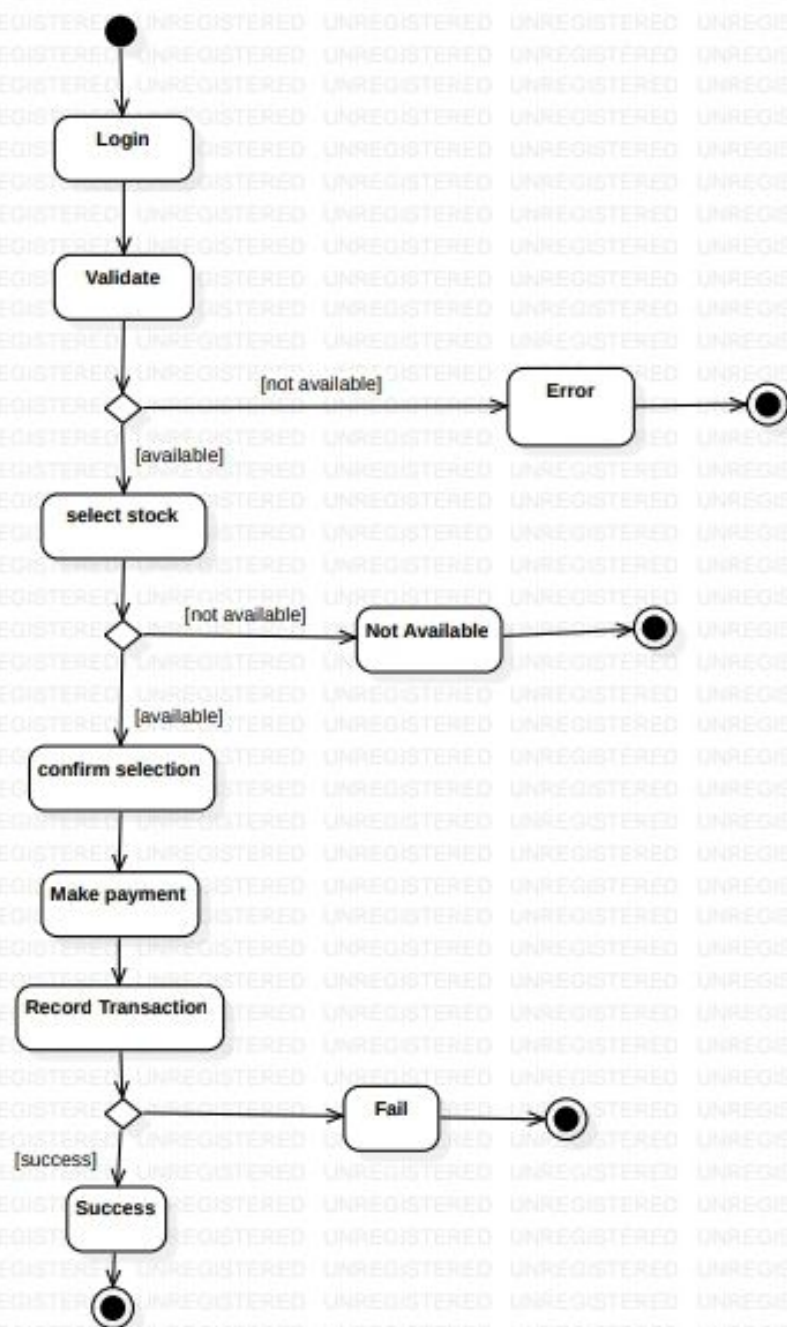 Login
Validate
[not available]
Error
[available]
select stock
[not available]
Not Available
[available]
confirm selection
Make payment
Record Transaction
Fail
[success]
Success
UNREGISTERED